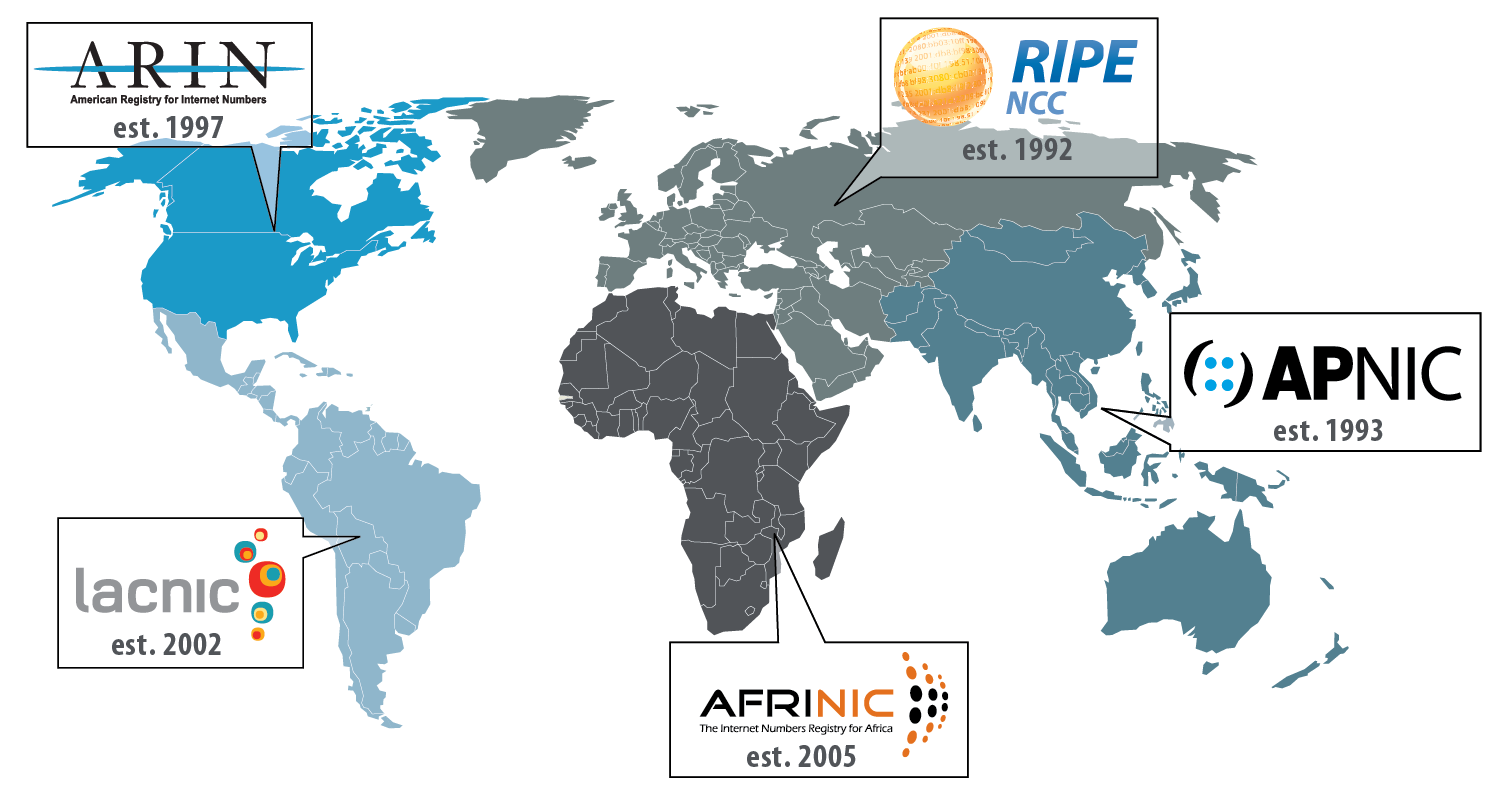 ARIN
American Registry for Internet Numbers
est. 1997
RIPE
NCC
est. 1992
APNIC
est. 1993
lacnic
est. 2002
AFRINIC
The Internet Numbers Registry for Africa
est. 2005